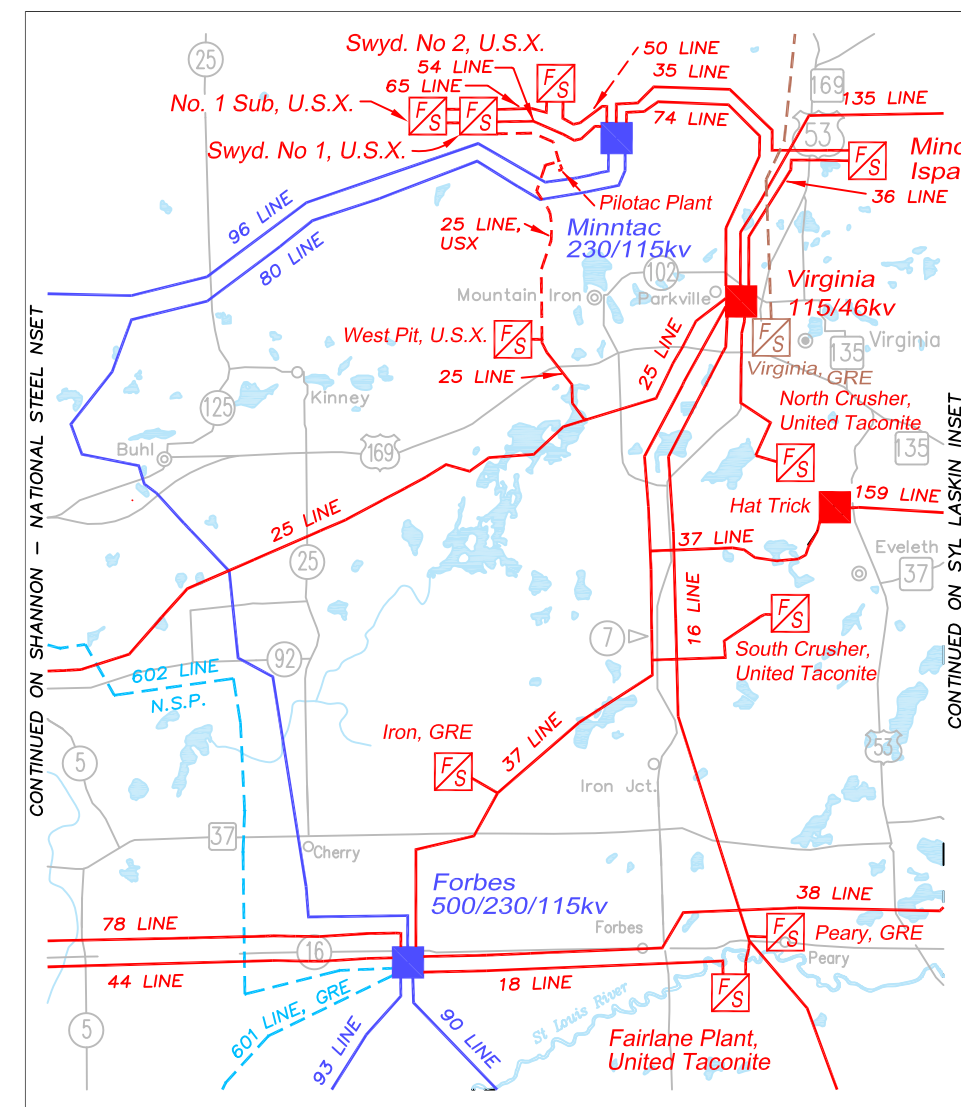 Swyd. No 2, U.S.X.
50 LINE
54 LINE
35 LINE
65 LINE
25
169
135 LINE
No. 1 Sub, U.S.X.
F/S
F/S
F/S
74 LINE
53
Swyd. No 1, U.S.X.
F/S
36 LINE
Pilotac Plant
96 LINE
25 LINE,
USX
Minntac
230/115kv
80 LINE
102
Mountain Iron
Parkville
Virginia
115/46kv
West Pit, U.S.X.
F/S
F/S
135
Virginia
25 LINE
25 LINE
Virginia, GRE
125
Kinney
North Crusher,
United Taconite
Buhl
169
135
F/S
25 LINE
Hat Trick
159 LINE
37 LINE
Eveleth
25
37
16 LINE
F/S
7
South Crusher,
United Taconite
92
602 LINE
N.S.P.
Iron, GRE
F/S
37 LINE
53
5
Iron Jct.
37
Cherry
Forbes
500/230/115kv
38 LINE
78 LINE
Forbes
F/S
Peary, GRE
16
Peary
44 LINE
18 LINE
F/S
601 LINE, GRE
St Louis River
5
93 LINE
90 LINE
Fairlane Plant,
United Taconite
CONTINUED ON SHANNON – NATIONAL STEEL NSET
CONTINUED ON SYL LASKIN INSET